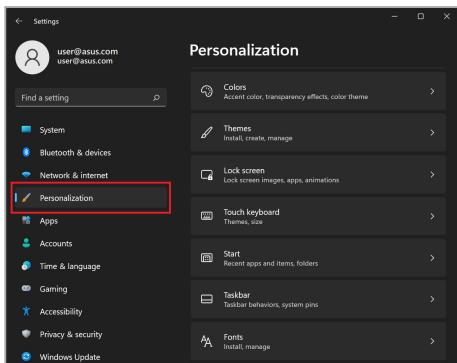 Settings
user@asus.com
user@asus.com
Find a setting
System
Bluetooth & devices
Network & internet
Personalization
Apps
Accounts
Time & language
Gaming
Accessibility
Privacy & security
Windows Update
Personalization
Colors
Accent color, transparency effects, color theme
Themes
Install, create, manage
Lock screen
Lock screen images, apps, animations
Touch keyboard
Themes, size
Start
Recent apps and items, folders
Taskbar
Taskbar behaviors, system pins
Fonts
Install, manage